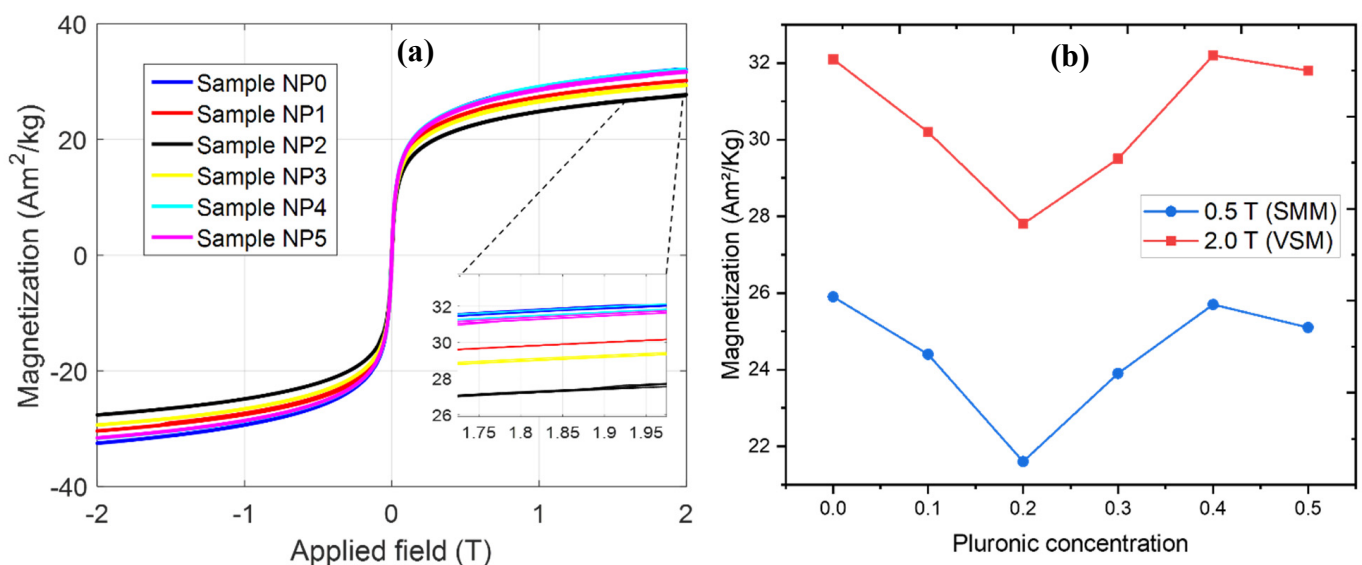 (a)
Sample NP0
Sample NP1
Sample NP2
Sample NP3
Sample NP4
Sample NP5
Magnetization (Am²/kg)
40
20
0
-20
-40
-2
-1
0
1
2
Applied field (T)
32
30
28
26
1.75
1.8
1.85
1.9
1.95
(b)
Magnetization (Am²/Kg)
32
30
28
26
24
22
0.5 T (SMM)
2.0 T (VSM)
0.0
0.1
0.2
0.3
0.4
0.5
Pluronic concentration